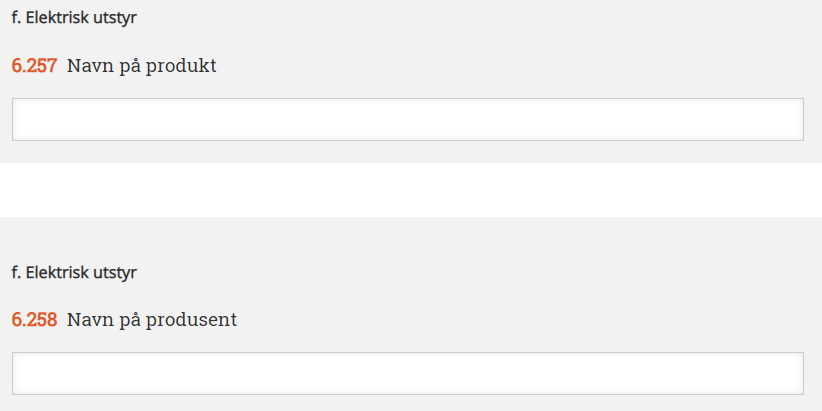 f. Elektrisk utstyr
6.257 Navn på produkt
f. Elektrisk utstyr
6.258 Navn på produsent